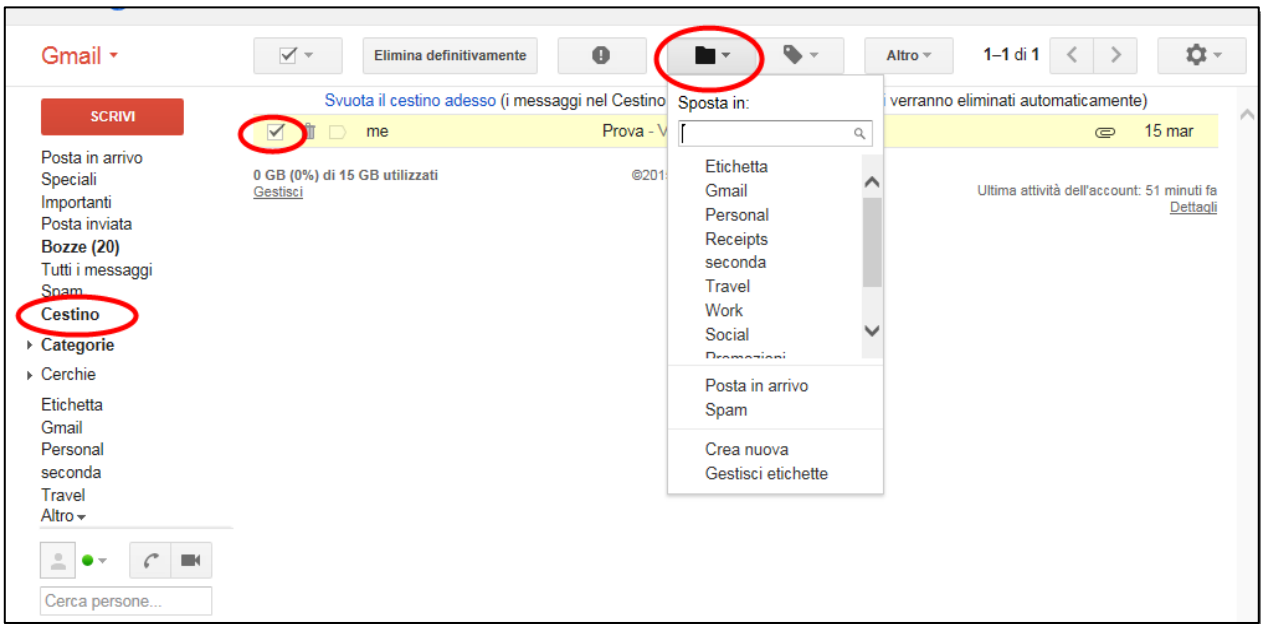 Gmail
Elimina definitivamente
Altro
1–1 di 1
SCRIVI
Svuota il cestino adesso (i messaggi nel Cestino
verranno eliminati automaticamente)
me
Prova -
15 mar
0 GB (0%) di 15 GB utilizzati
Gestisci
Ultima attività dell'account: 51 minuti fa
Dettagli
Posta in arrivo
Speciali
Importanti
Posta inviata
Bozze (20)
Tutti i messaggi
Spam
Cestino
Categorie
Cerchie
Etichetta
Gmail
Personal
seconda
Travel
Altro
Cerca persone...
Sposta in:
Etichetta
Gmail
Personal
Receipts
seconda
Travel
Work
Social
Promozioni
Posta in arrivo
Spam
Crea nuova
Gestisci etichette